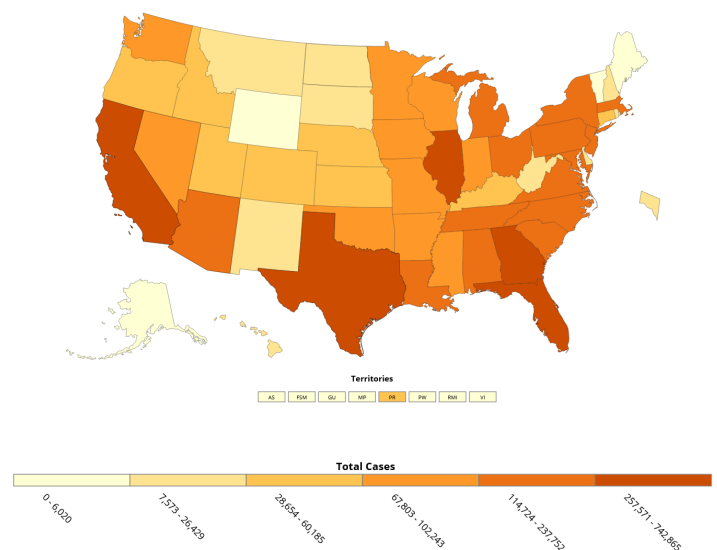 Territories
AS FSM GU MP PR PW RMI VI
Total Cases
0 - 6,020
7,573 - 26,429
28,654 - 60,185
67,803 - 102,243
114,724 - 237,752
257,571 - 742,865